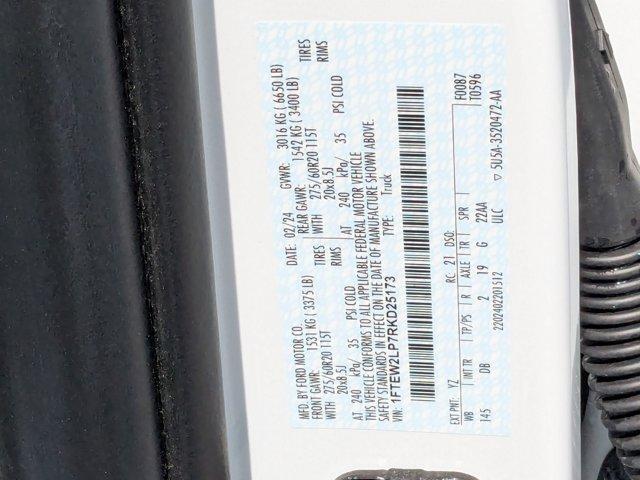 MFD. BY FORD MOTOR CO.
DATE: 02/24 GVWR: 3016 KG ( 6650 LB)
FRONT GAWR: 1531 KG ( 3375 LB) REAR GAWR: 1542 KG ( 3400 LB)
WITH 275/60R20 115T TIRES WITH 275/60R20 115T TIRES
20x8.5J RIMS 20x8.5J RIMS
AT 240 kPa/ 35 PSI COLD AT 240 kPa/ 35 PSI COLD
THIS VEHICLE CONFORMS TO ALL APPLICABLE FEDERAL MOTOR VEHICLE
SAFETY STANDARDS IN EFFECT ON THE DATE OF MANUFACTURE SHOWN ABOVE.
VIN: 1FTEW2LP7RKD25173 TYPE: Truck
EXT PNT: YZ RC: 21 DSO: F0087
WB INT TR TP/PS R AXLE TR SPR T0596
145 DB 2 19 G 22AA
ULC
2202402201512 5U5A-3520472-AA